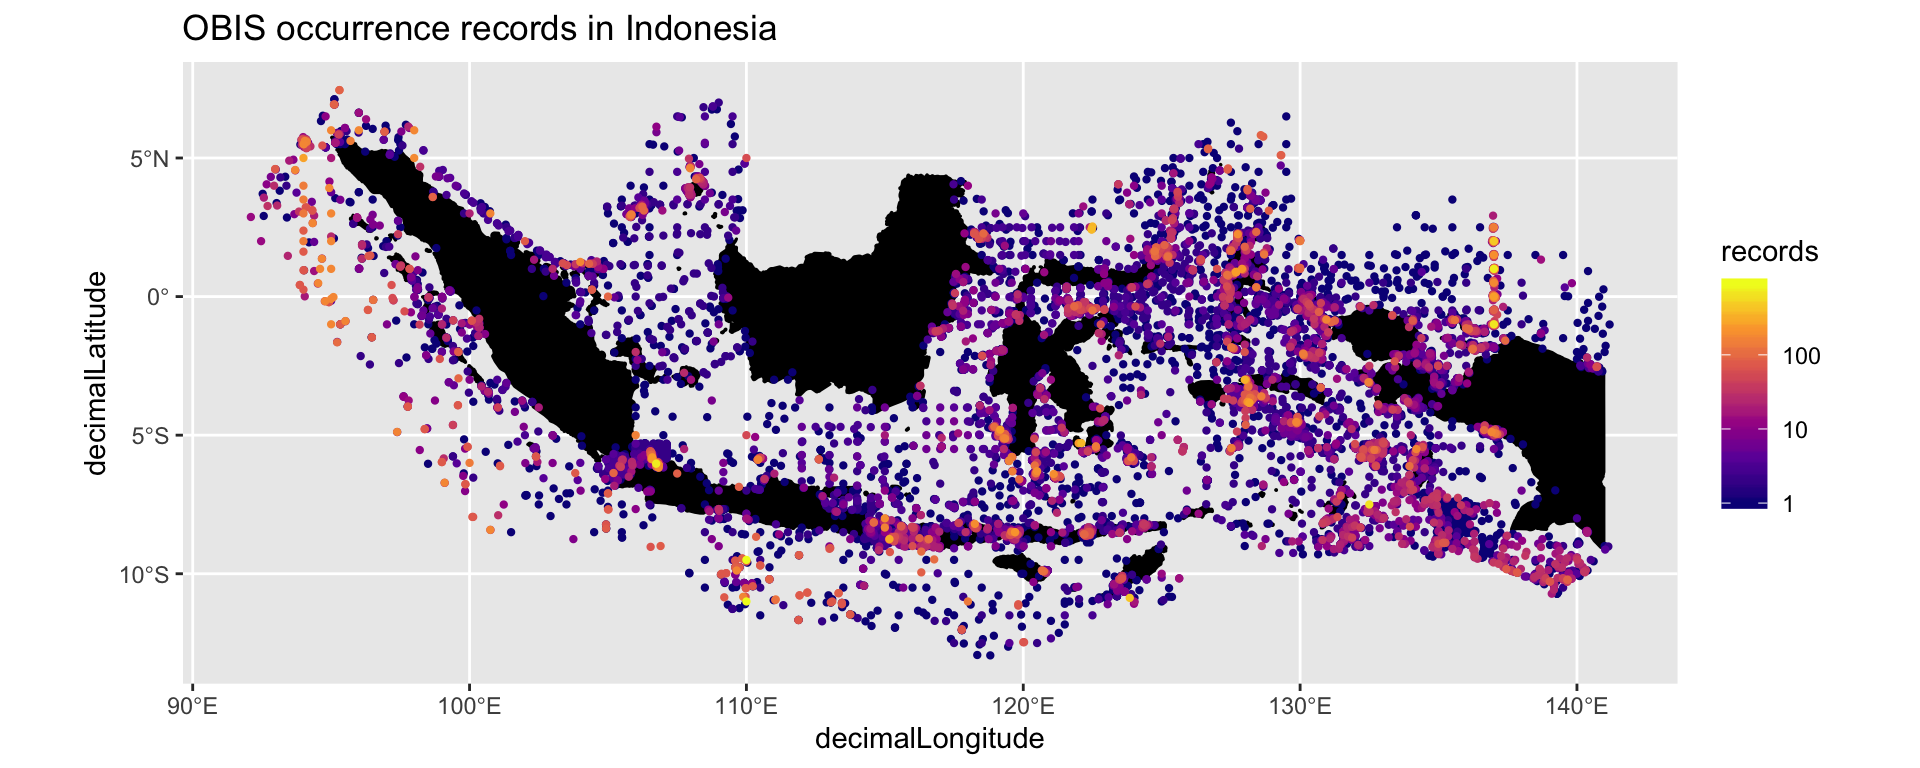 OBIS occurrence records in Indonesia
decimalLatitude
5°N
0°
5°S
10°S
90°E
100°E
110°E
120°E
130°E
140°E
decimalLongitude
records
100
10
1